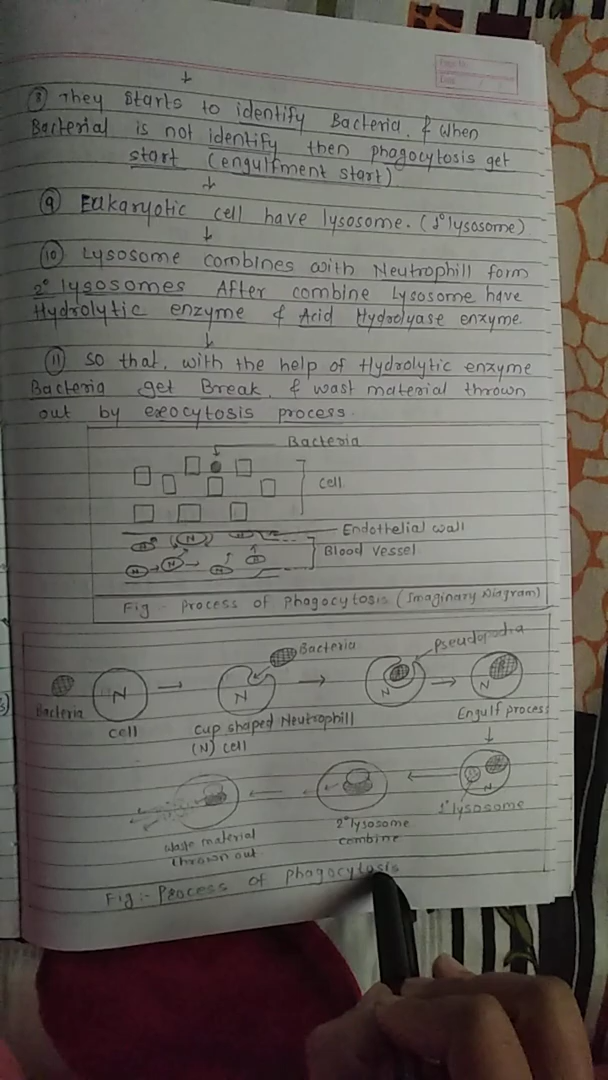 ↓
⑧ They starts to identify Bacteria. & when
Bacterial is not identify then phagocytosis get
start (engulfment start)
↓
⑨ Eukaryotic cell have lysosome. (1° lysosome)
↓
⑩ Lysosome combines with Neutrophill form
2° lysosomes After combine Lysosome have
Hydrolytic enzyme & Acid Hydrolyase enzyme.
↓
⑪ so that, with the help of Hydrolytic enzyme
Bacteria get Break. & wast material thrown
out by exocytosis process.
Bacteria
cell
Endothelial wall
Blood vessel
Fig :- Process of Phagocytosis (Imaginary Diagram)
Bacteria
Pseudopodia
N
N
N
N
Bacteria
cell
cup shaped Neutrophill
(N) cell
Engulf process
N
1° lysosome
2° lysosome
combine
Waste material
thrown out
Fig :- Process of phagocytosis